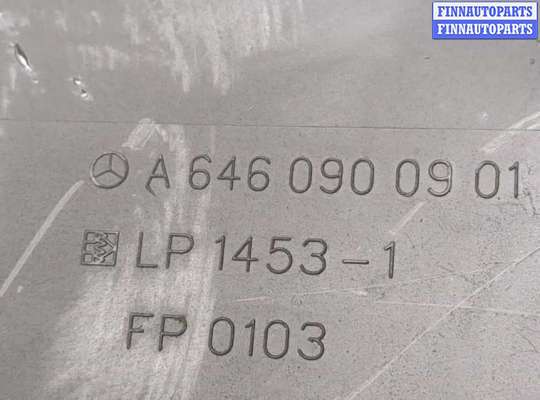 FINNAUTOPARTS
FINNAUTOPARTS
A 646 090 09 01
LP 1453-1
FP 0103